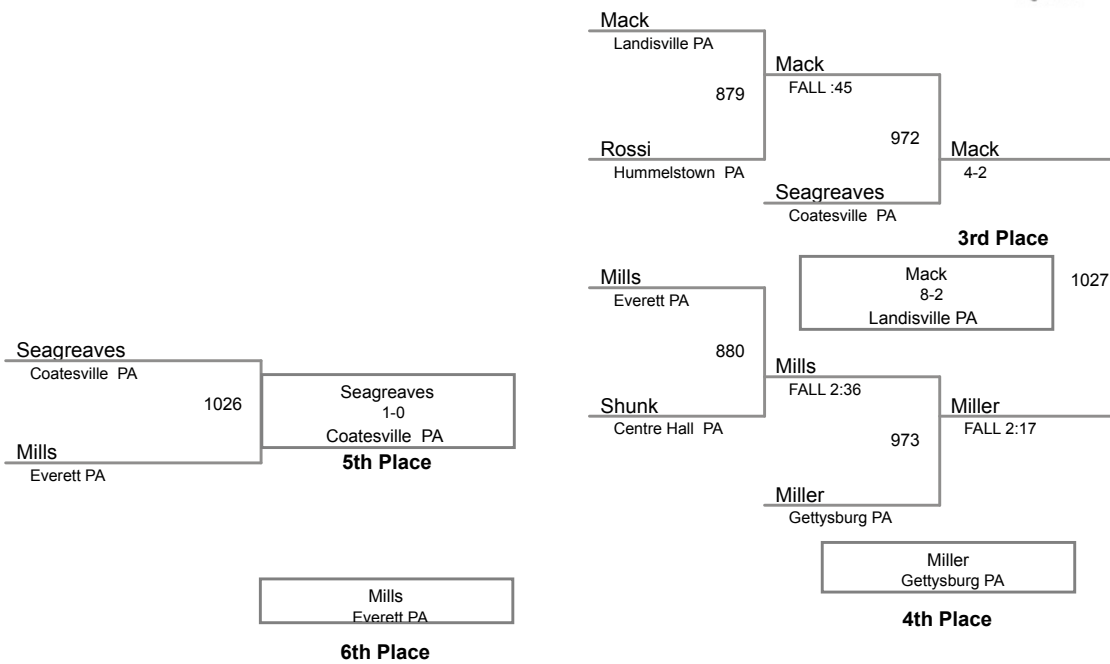 Mack
Landisville PA
Mack
FALL :45
879
972
Rossi
Hummelstown PA
Mack
4-2
Seagreaves
Coatesville PA
3rd Place
Mack
8-2
Landisville PA
1027
Mills
Everett PA
880
Mills
FALL 2:36
Shunk
Centre Hall PA
Miller
FALL 2:17
973
Miller
Gettysburg PA
Miller
Gettysburg PA
4th Place
Seagreaves
Coatesville PA
1026
Seagreaves
1-0
Coatesville PA
5th Place
Mills
Everett PA
Mills
Everett PA
6th Place